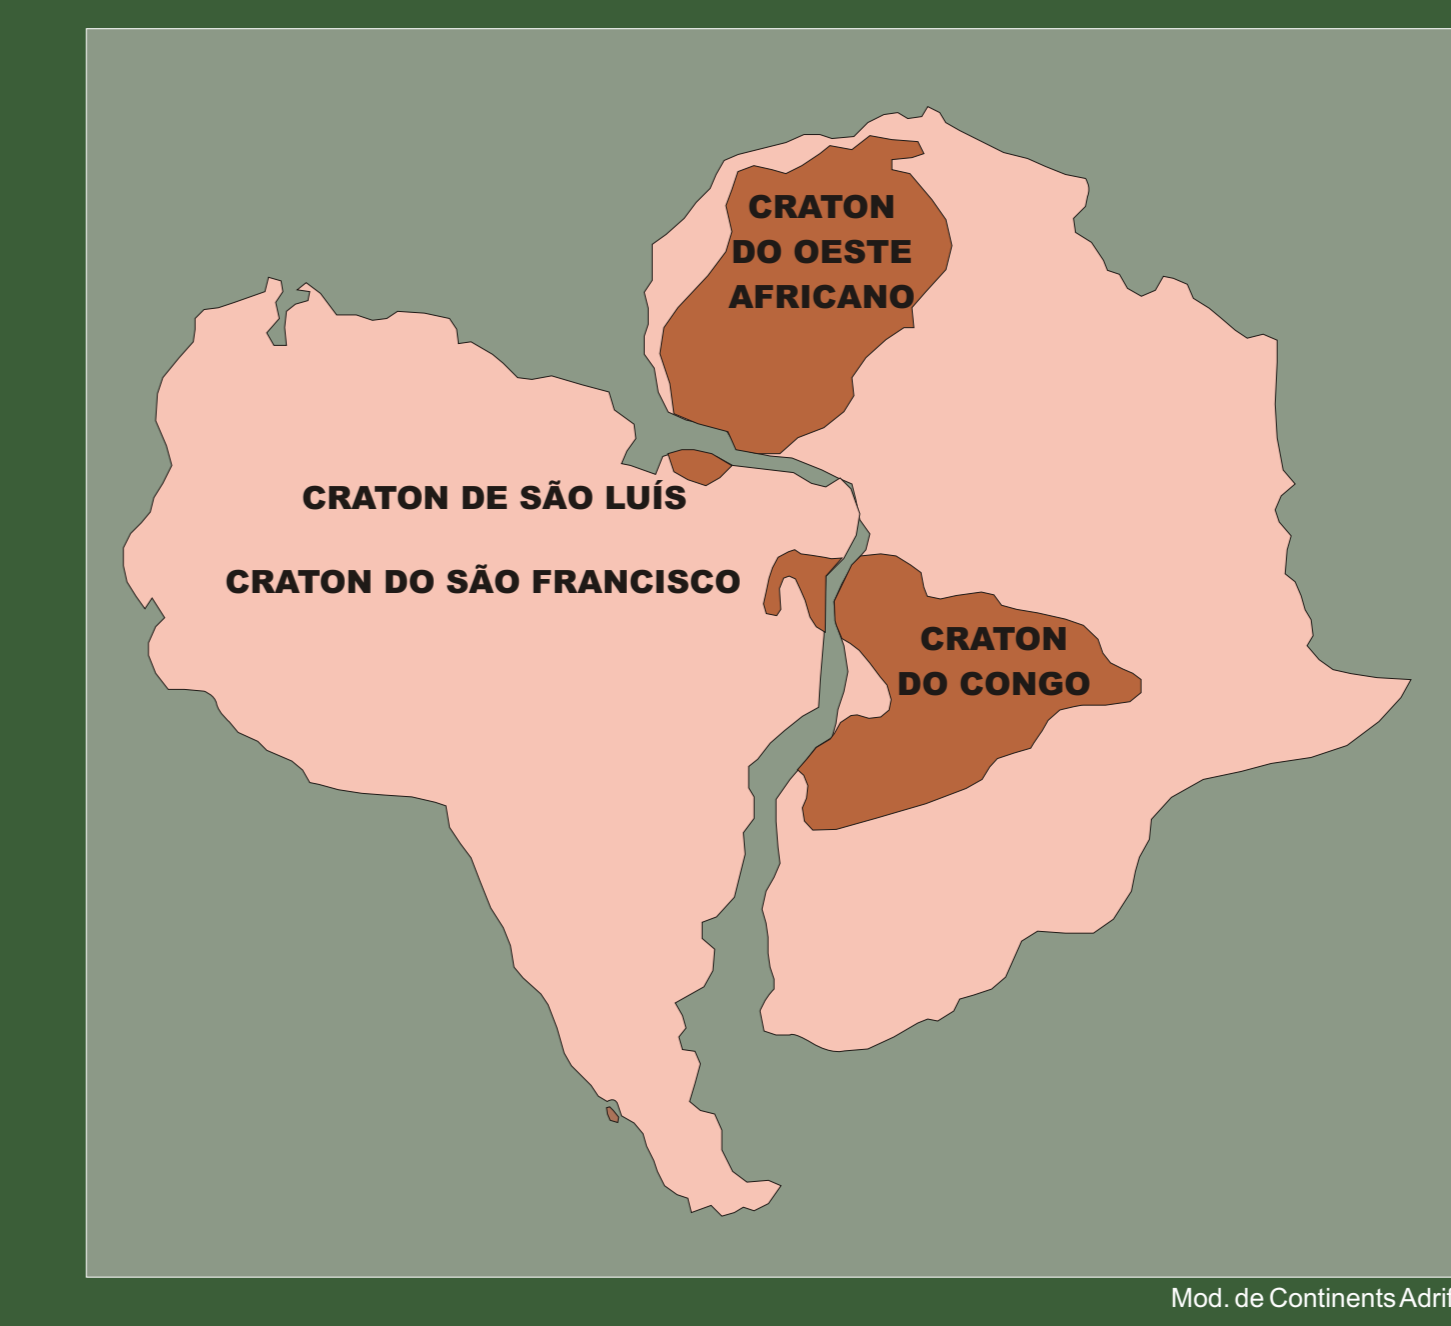 CRATON
DO OESTE
AFRICANO
CRATON DE SÃO LUÍS
CRATON DO SÃO FRANCISCO
CRATON
DO CONGO
Mod. de Continents Adrif